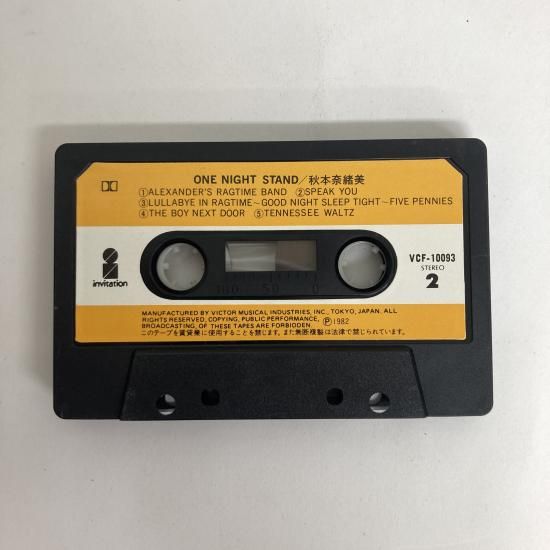 ONE NIGHT STAND/秋本奈緒美
①ALEXANDER'S RAGTIME BAND ②SPEAK YOU
③LULLABYE IN RAGTIME~GOOD NIGHT SLEEP TIGHT~FIVE PENNIES
④THE BOY NEXT DOOR ⑤TENNESSEE WALTZ
invitation
VCF-10093
STEREO
2
100 50 0
MANUFACTURED BY VICTOR MUSICAL INDUSTRIES, INC., TOKYO, JAPAN. ALL
RIGHTS RESERVED, COPYING, PUBLIC PERFORMANCE,
BROADCASTING, OF THESE TAPES ARE FORBIDDEN. Ⓟ1982
このテープを賃貸業に使用することを禁じます。また無断複製は法律で禁じられています。